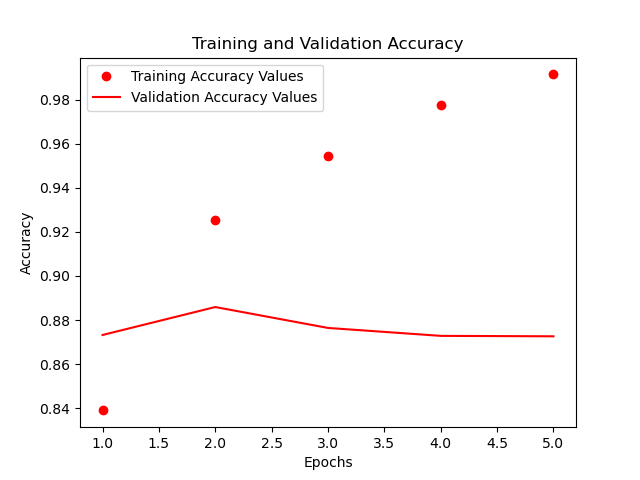 Training and Validation Accuracy
Training Accuracy Values
Validation Accuracy Values
0.98
0.96
0.94
0.92
0.90
0.88
0.86
0.84
Accuracy
1.0 1.5 2.0 2.5 3.0 3.5 4.0 4.5 5.0
Epochs